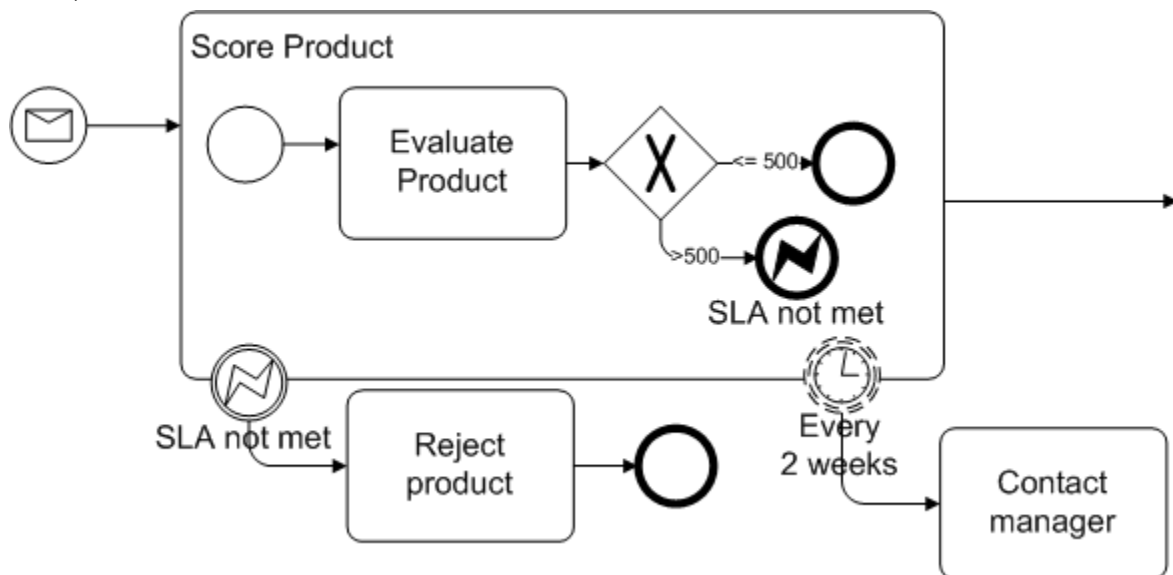 Score Product
Evaluate
Product
<= 500
>500
SLA not met
SLA not met
Reject
product
Every
2 weeks
Contact
manager